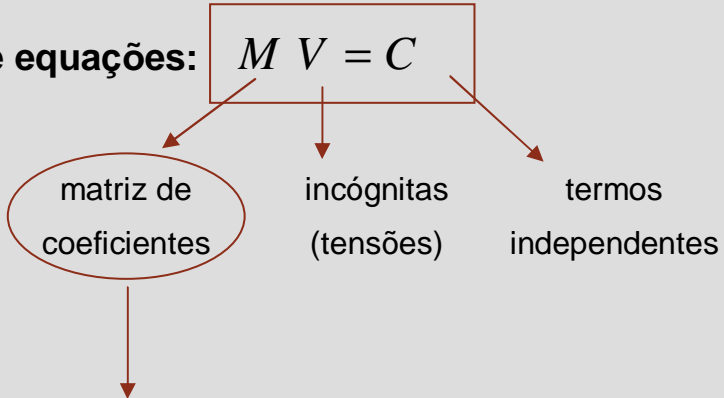 e equações: M V = C
matriz de incógnitas termos
coeficientes (tensões) independentes